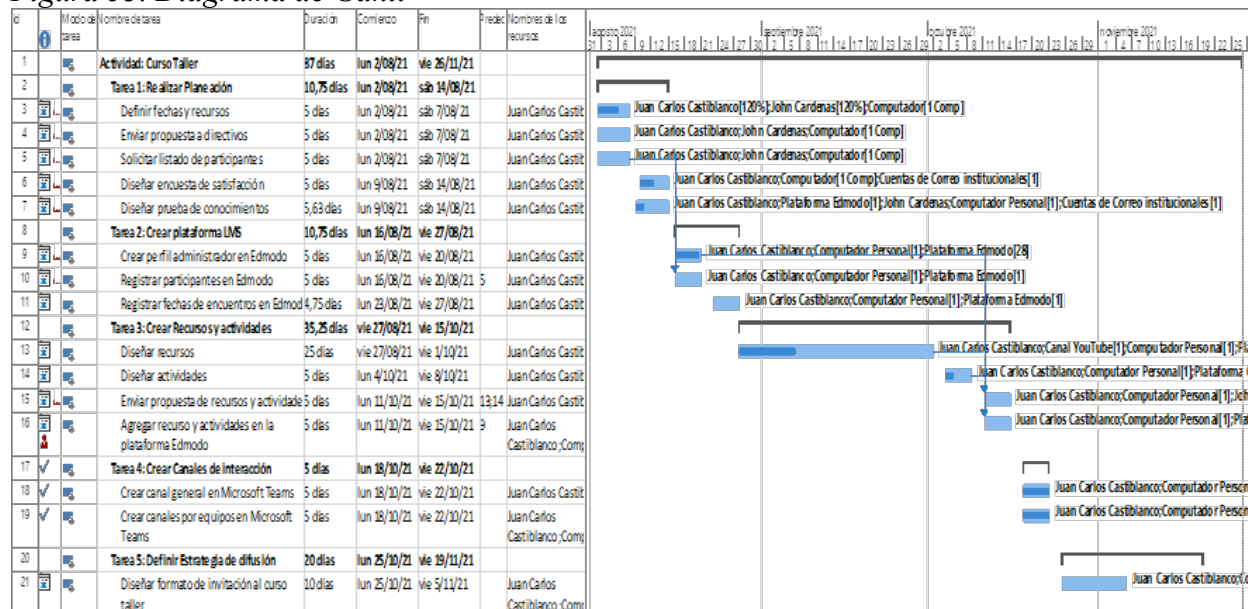 Figura 33. Diagrama de Gantt
Id Modo de tarea Nombre de tarea Duración Comienzo Fin Predec Nombres de los recursos
agosto 2021 septiembre 2021 octubre 2021 noviembre 2021
31 3 6 9 12 15 18 21 24 27 30 2 5 8 11 14 17 20 23 26 29 2 5 8 11 14 17 20 23 26 29 1 4 7 10 13 16 19 22 25
1 Actividad: Curso Taller 87 días lun 2/08/21 vie 26/11/21
2 Tarea 1: Realizar Planeación 10,75 días lun 2/08/21 sáb 14/08/21
3 Definir fechas y recursos 5 días lun 2/08/21 sáb 7/08/21 Juan Carlos Castib Juan Carlos Castiblanco[120%];John Cardenas[120%];Computador[1 Comp]
4 Enviar propuesta a directivos 5 días lun 2/08/21 sáb 7/08/21 Juan Carlos Castib Juan Carlos Castiblanco;John Cardenas;Computador[1 Comp]
5 Solicitar listado de participantes 5 días lun 2/08/21 sáb 7/08/21 Juan Carlos Castib Juan Carlos Castiblanco;John Cardenas;Computador[1 Comp]
6 Diseñar encuesta de satisfacción 5 días lun 9/08/21 sáb 14/08/21 Juan Carlos Castib Juan Carlos Castiblanco;Computador[1 Comp];Cuentas de Correo institucionales[1]
7 Diseñar prueba de conocimientos 5,63 días lun 9/08/21 sáb 14/08/21 Juan Carlos Castib Juan Carlos Castiblanco;Plataforma Edmodo[1];John Cardenas;Computador Personal[1];Cuentas de Correo institucionales[1]
8 Tarea 2: Crear plataforma LMS 10,75 días lun 16/08/21 vie 27/08/21
9 Crear perfil administrador en Edmodo 5 días lun 16/08/21 vie 20/08/21 Juan Carlos Castib Juan Carlos Castiblanco;Computador Personal[1];Plataforma Edmodo[28]
10 Registrar participantes en Edmodo 5 días lun 16/08/21 vie 20/08/21 5 Juan Carlos Castib Juan Carlos Castiblanco;Computador Personal[1];Plataforma Edmodo[1]
11 Registrar fechas de encuentros en Edmod 4,75 días lun 23/08/21 vie 27/08/21 Juan Carlos Castib Juan Carlos Castiblanco;Computador Personal[1];Plataforma Edmodo[1]
12 Tarea 3: Crear Recursos y actividades 35,25 días vie 27/08/21 vie 15/10/21
13 Diseñar recursos 25 días vie 27/08/21 vie 1/10/21 Juan Carlos Castib Juan Carlos Castiblanco;Canal YouTube[1];Computador Personal[1];Pla
14 Diseñar actividades 5 días lun 4/10/21 vie 8/10/21 Juan Carlos Castib Juan Carlos Castiblanco;Computador Personal[1];Plataforma
15 Enviar propuesta de recursos y actividade 5 días lun 11/10/21 vie 15/10/21 13;14 Juan Carlos Castib Juan Carlos Castiblanco;Computador Personal[1];Joh
16 Agregar recurso y actividades en la plataforma Edmodo 5 días lun 11/10/21 vie 15/10/21 9 Juan Carlos Castiblanco;Comp Juan Carlos Castiblanco;Computador Personal[1];Pla
17 Tarea 4: Crear Canales de Interacción 5 días lun 18/10/21 vie 22/10/21
18 Crear canal general en Microsoft Teams 5 días lun 18/10/21 vie 22/10/21 Juan Carlos Castib Juan Carlos Castiblanco;Computador Person
19 Crear canales por equipos en Microsoft Teams 5 días lun 18/10/21 vie 22/10/21 Juan Carlos Castiblanco;Comp Juan Carlos Castiblanco;Computador Person
20 Tarea 5: Definir Estrategia de difusión 20 días lun 25/10/21 vie 19/11/21
21 Diseñar formato de invitación al curso taller 10 días lun 25/10/21 vie 5/11/21 Juan Carlos Castiblanco;Comp Juan Carlos Castiblanco;Co